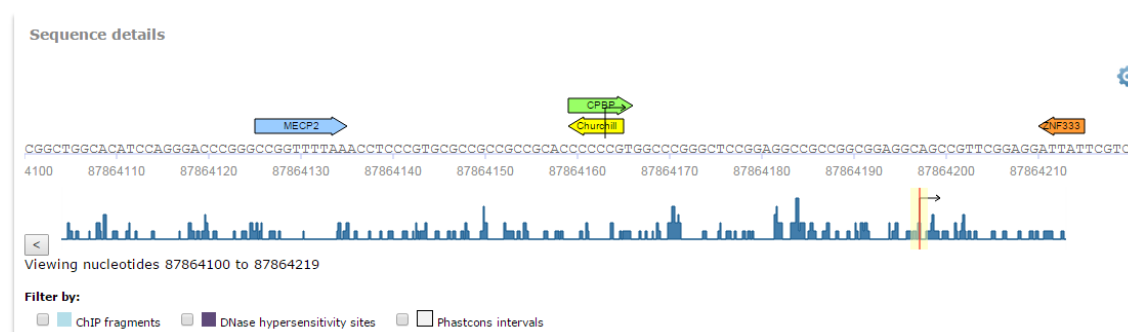 Sequence details
CPBP
MECP2
Churchill
ZNF333
CGGCTGGCACATCCAGGGACCCGGGCCGGTTTTAAACCTCCCGTGCGCCGCCGCCGCACCCCCCGTGGCCCGGGCTCCGGAGGCCGCCGGCGGAGGCAGCCGTTCGGAGGATTATTCGTC
4100 87864110 87864120 87864130 87864140 87864150 87864160 87864170 87864180 87864190 87864200 87864210
<
Viewing nucleotides 87864100 to 87864219
Filter by:
ChIP fragments DNase hypersensitivity sites Phastcons intervals